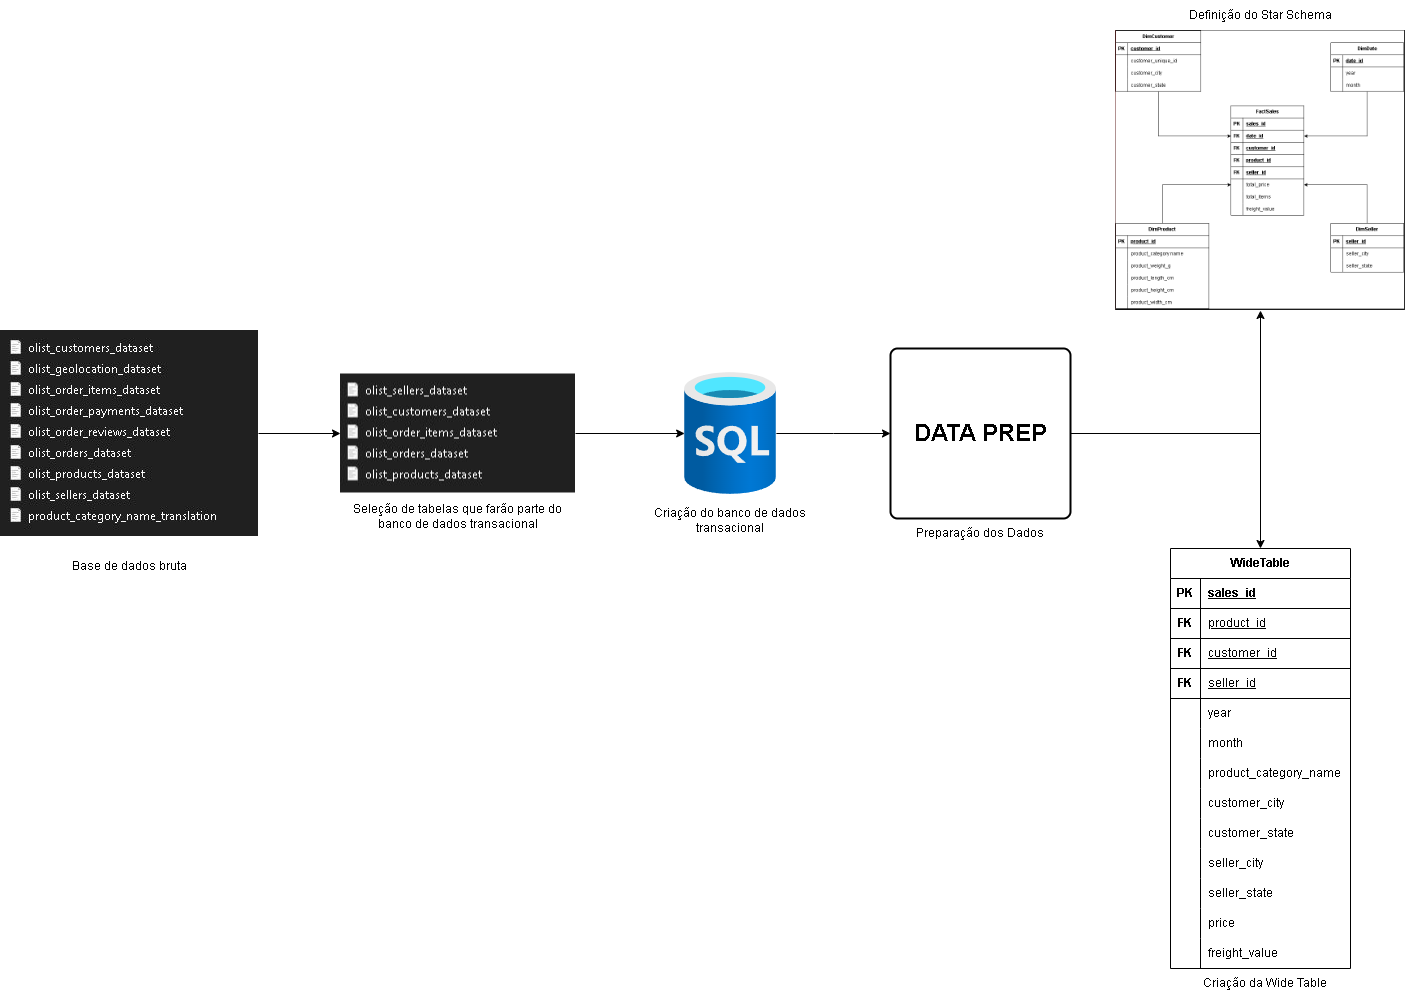 Definição do Star Schema
DimCustomer
PK customer_id
customer_unique_id
customer_city
customer_state
DimDate
PK date_id
year
month
FactSales
PK sales_id
FK date_id
FK customer_id
FK product_id
FK seller_id
total_price
total_items
freight_value
DimProduct
PK product_id
product_category name
product_weight_g
product_length_cm
product_height_cm
product_width_cm
DimSeller
PK seller_id
seller_city
seller_state
olist_customers_dataset
olist_geolocation_dataset
olist_order_items_dataset
olist_order_payments_dataset
olist_order_reviews_dataset
olist_orders_dataset
olist_products_dataset
olist_sellers_dataset
product_category_name_translation
Base de dados bruta
olist_sellers_dataset
olist_customers_dataset
olist_order_items_dataset
olist_orders_dataset
olist_products_dataset
Seleção de tabelas que farão parte do
banco de dados transacional
SQL
Criação do banco de dados
transacional
DATA PREP
Preparação dos Dados
WideTable
PK sales_id
FK product_id
FK customer_id
FK seller_id
year
month
product_category_name
customer_city
customer_state
seller_city
seller_state
price
freight_value
Criação da Wide Table